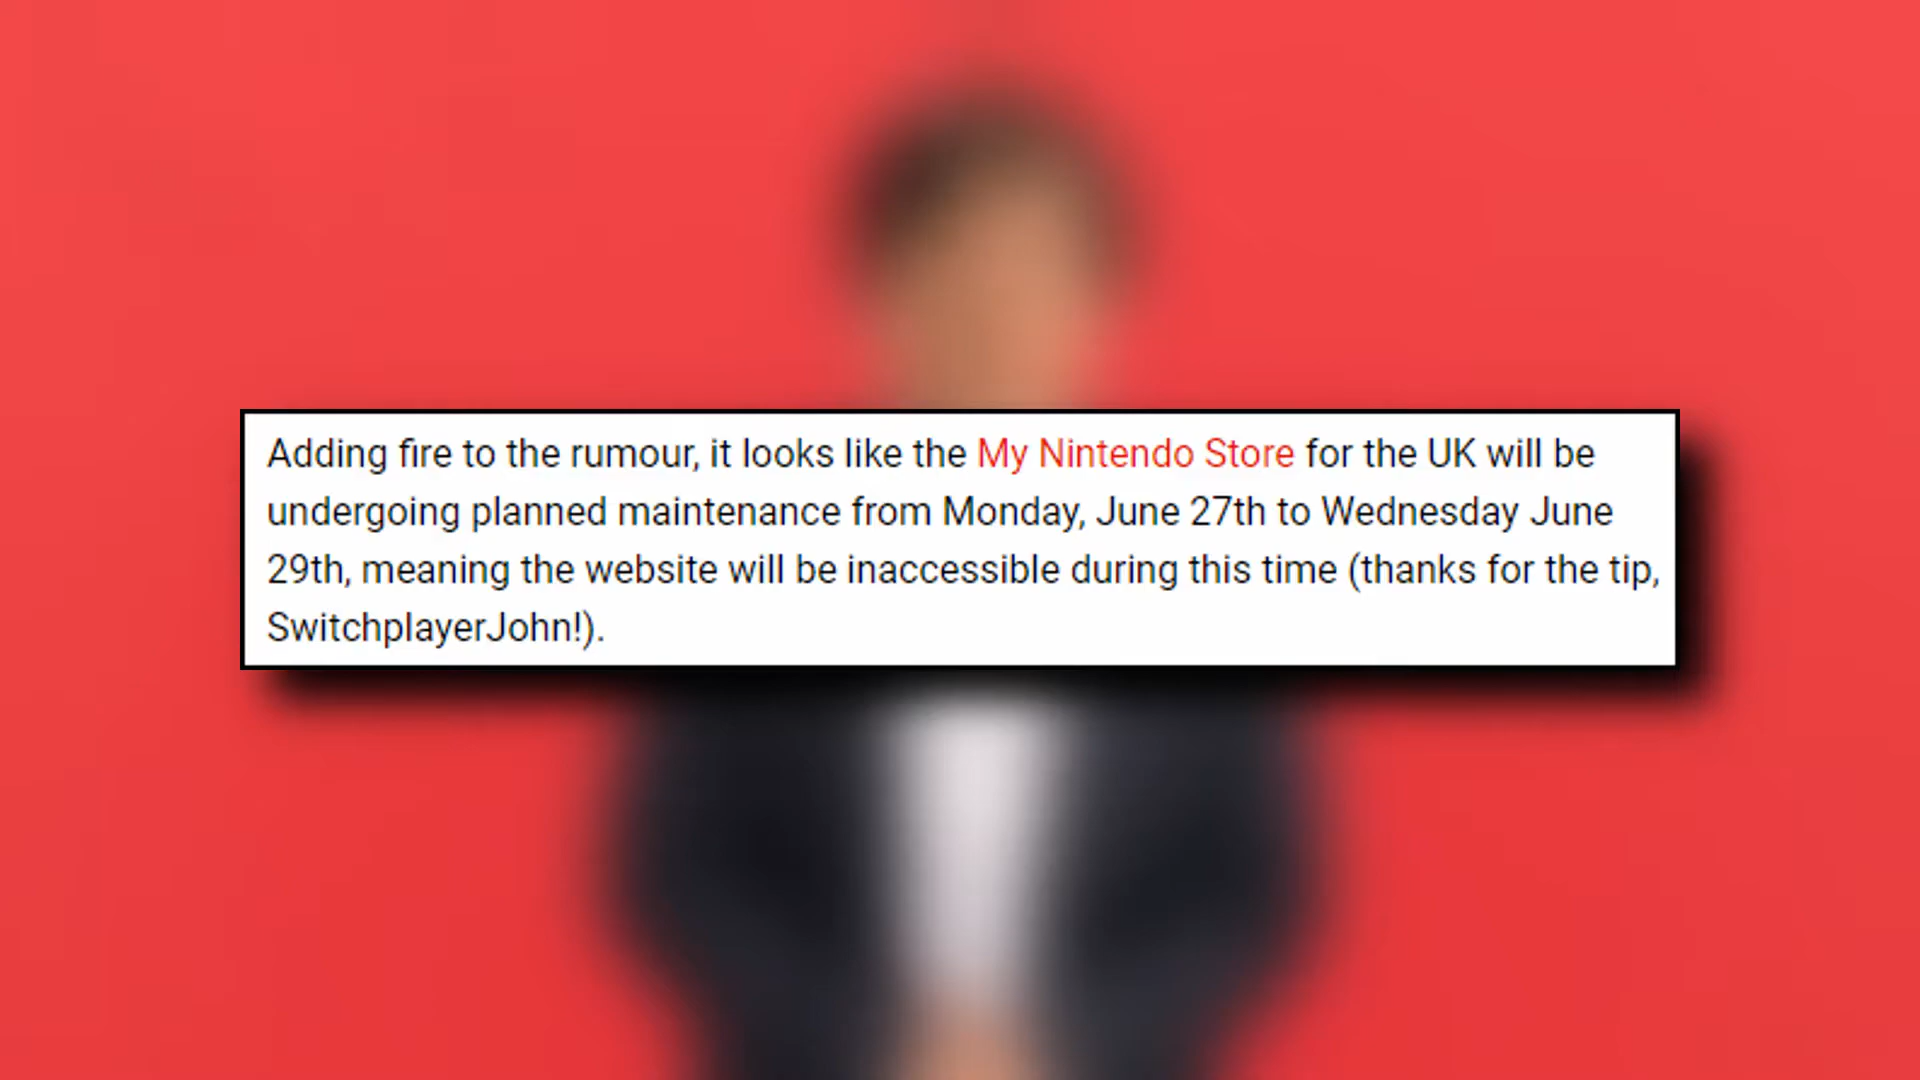 Adding fire to the rumour, it looks like the My Nintendo Store for the UK will be
undergoing planned maintenance from Monday, June 27th to Wednesday June
29th, meaning the website will be inaccessible during this time (thanks for the tip,
SwitchplayerJohn!).